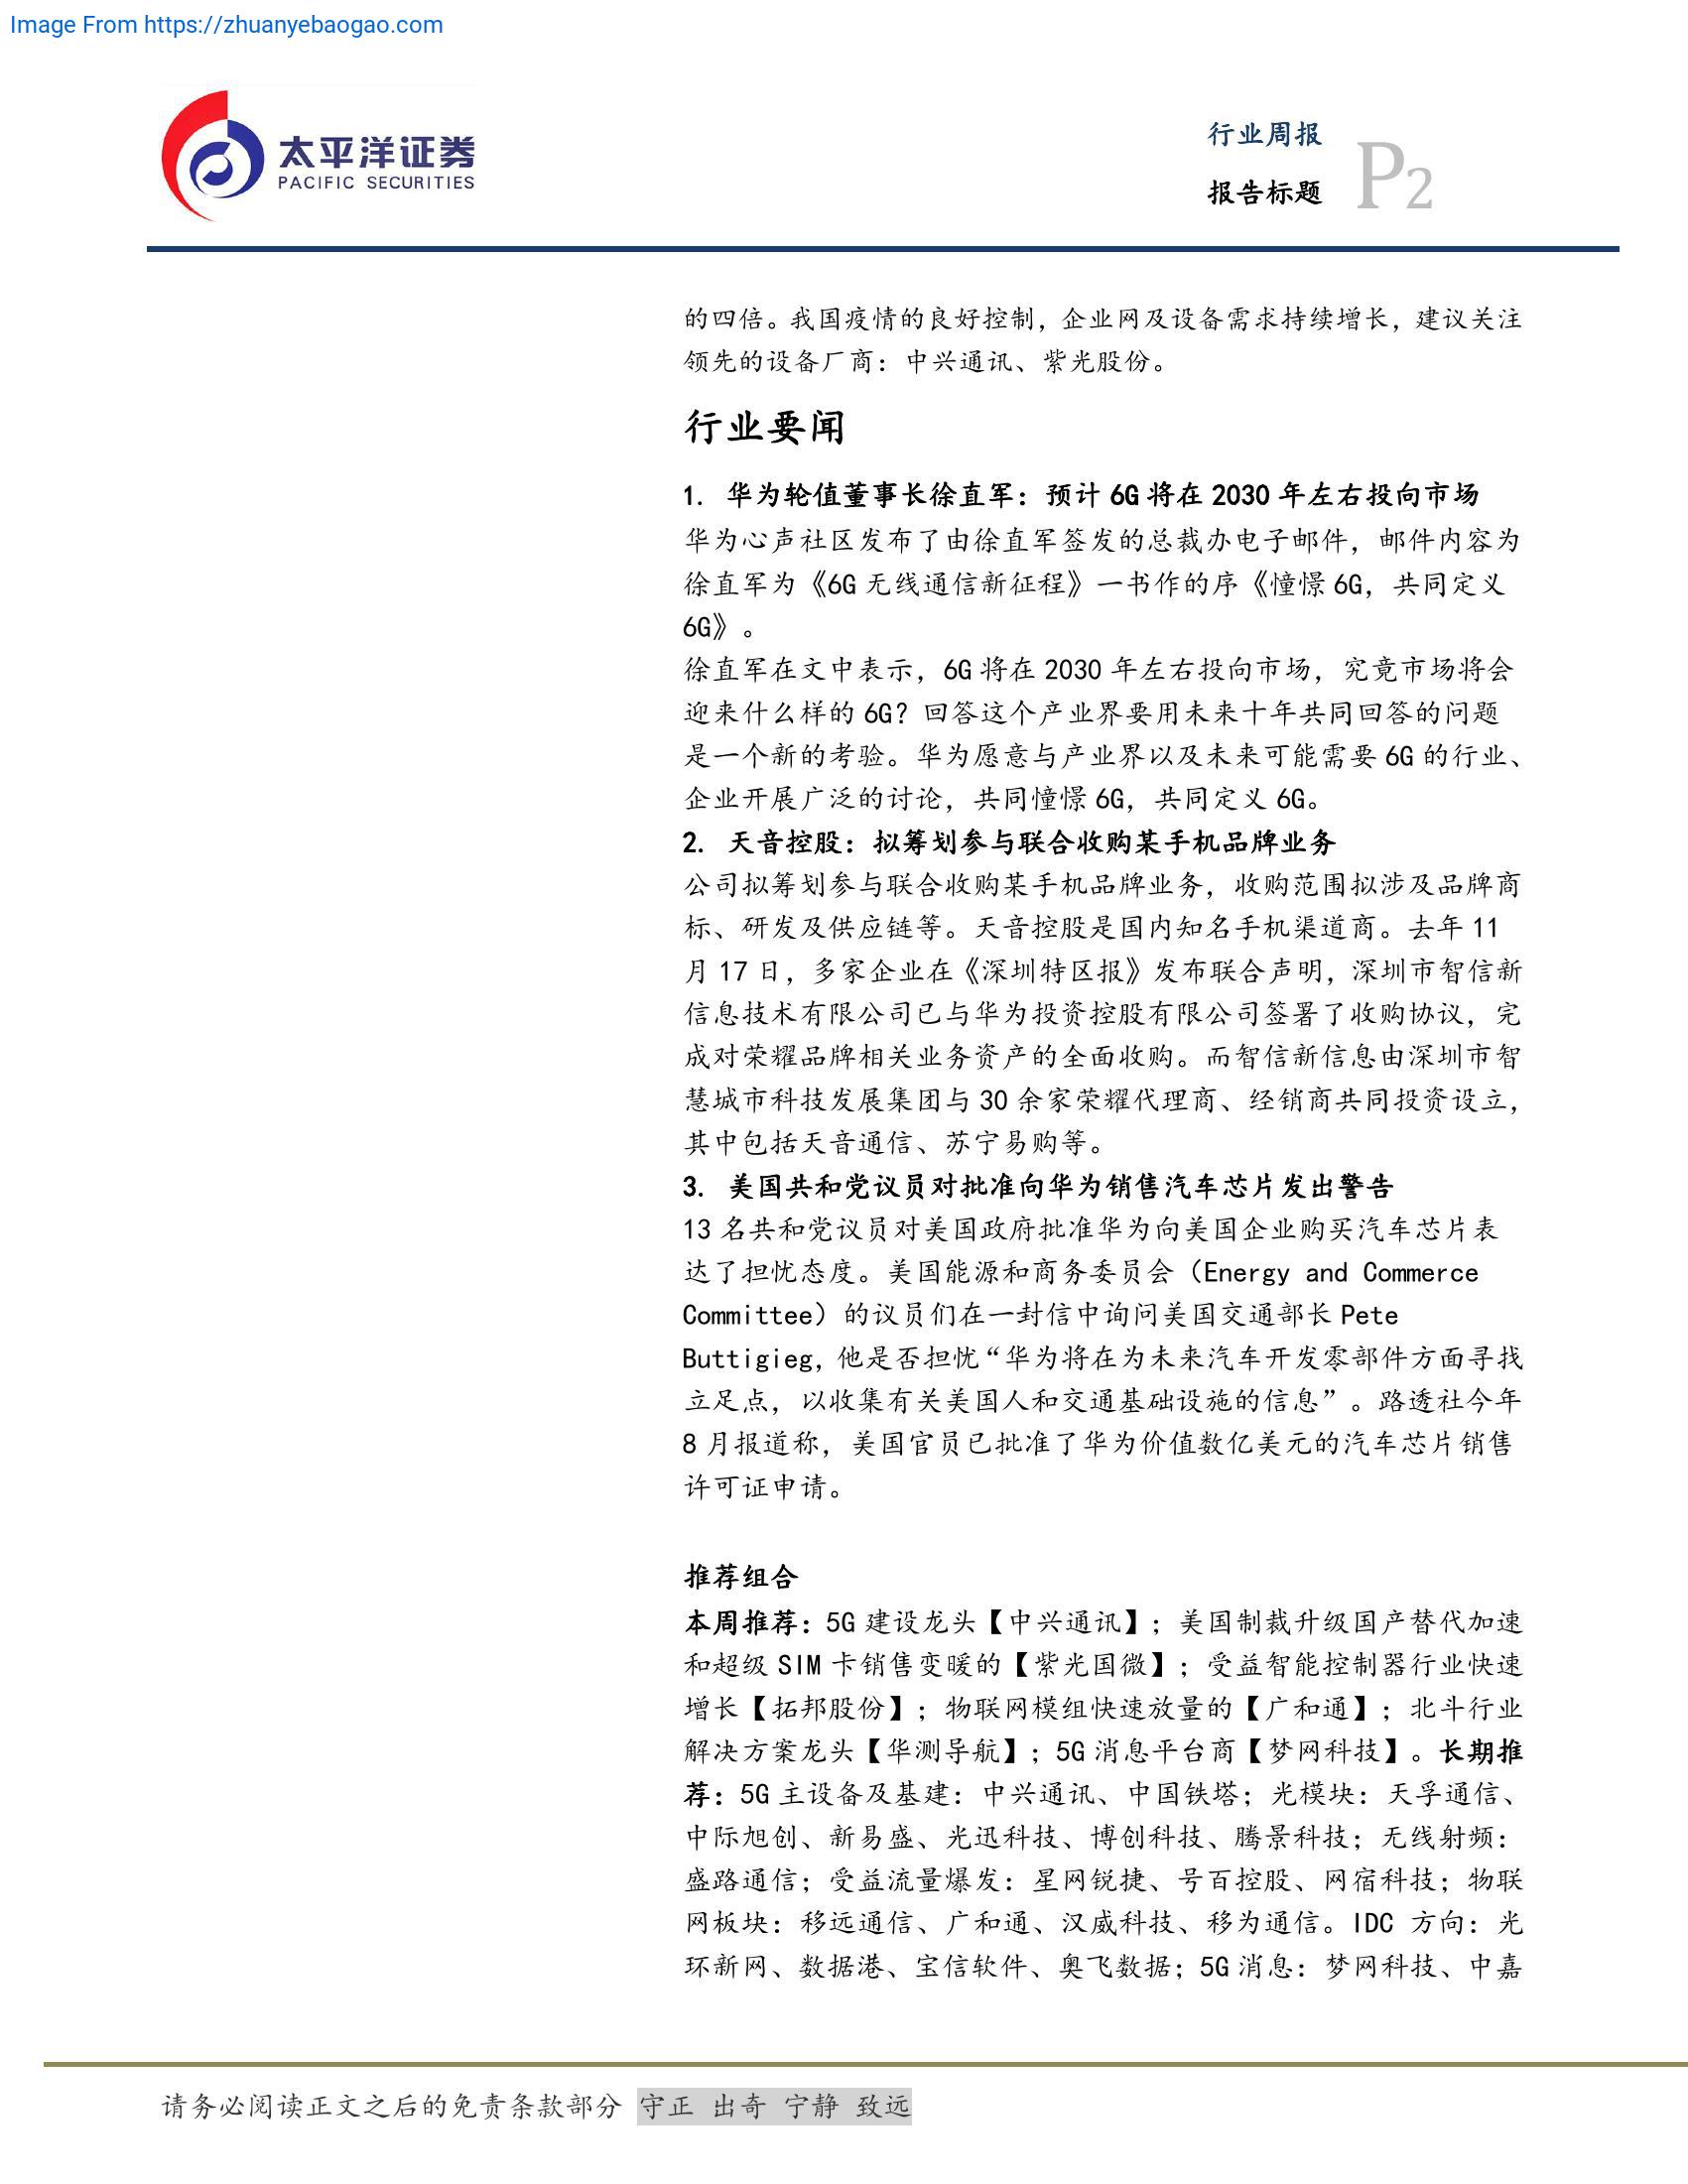 Image From https://zhuanyebaogao.com
太平洋证券
PACIFIC SECURITIES
行业周报
报告标题
P2
的四倍。我国疫情的良好控制，企业网及设备需求持续增长，建议关注
领先的设备厂商：中兴通讯、紫光股份。
行业要闻
1. 华为轮值董事长徐直军：预计 6G 将在 2030 年左右投向市场
华为心声社区发布了由徐直军签发的总裁办电子邮件，邮件内容为
徐直军为《6G 无线通信新征程》一书作的序《憧憬 6G，共同定义
6G》。
徐直军在文中表示，6G 将在 2030 年左右投向市场，究竟市场将会
迎来什么样的 6G？回答这个产业界要用未来十年共同回答的问题
是一个新的考验。华为愿意与产业界以及未来可能需要 6G 的行业、
企业开展广泛的讨论，共同憧憬 6G，共同定义 6G。
2. 天音控股：拟筹划参与联合收购某手机品牌业务
公司拟筹划参与联合收购某手机品牌业务，收购范围拟涉及品牌商
标、研发及供应链等。天音控股是国内知名手机渠道商。去年 11
月 17 日，多家企业在《深圳特区报》发布联合声明，深圳市智信新
信息技术有限公司已与华为投资控股有限公司签署了收购协议，完
成对荣耀品牌相关业务资产的全面收购。而智信新信息由深圳市智
慧城市科技发展集团与 30 余家荣耀代理商、经销商共同投资设立，
其中包括天音通信、苏宁易购等。
3. 美国共和党议员对批准向华为销售汽车芯片发出警告
13 名共和党议员对美国政府批准华为向美国企业购买汽车芯片表
达了担忧态度。美国能源和商务委员会（Energy and Commerce
Committee）的议员们在一封信中询问美国交通部长 Pete
Buttigieg，他是否担忧“华为将在为未来汽车开发零部件方面寻找
立足点，以收集有关美国人和交通基础设施的信息”。路透社今年
8 月报道称，美国官员已批准了华为价值数亿美元的汽车芯片销售
许可证申请。
推荐组合
本周推荐：5G 建设龙头【中兴通讯】；美国制裁升级国产替代加速
和超级 SIM 卡销售变暖的【紫光国微】；受益智能控制器行业快速
增长【拓邦股份】；物联网模组快速放量的【广和通】；北斗行业
解决方案龙头【华测导航】；5G 消息平台商【梦网科技】。长期推
荐：5G 主设备及基建：中兴通讯、中国铁塔；光模块：天孚通信、
中际旭创、新易盛、光迅科技、博创科技、腾景科技；无线射频：
盛路通信；受益流量爆发：星网锐捷、号百控股、网宿科技；物联
网板块：移远通信、广和通、汉威科技、移为通信。IDC 方向：光
环新网、数据港、宝信软件、奥飞数据；5G 消息：梦网科技、中嘉
请务必阅读正文之后的免责条款部分 守正 出奇 宁静 致远